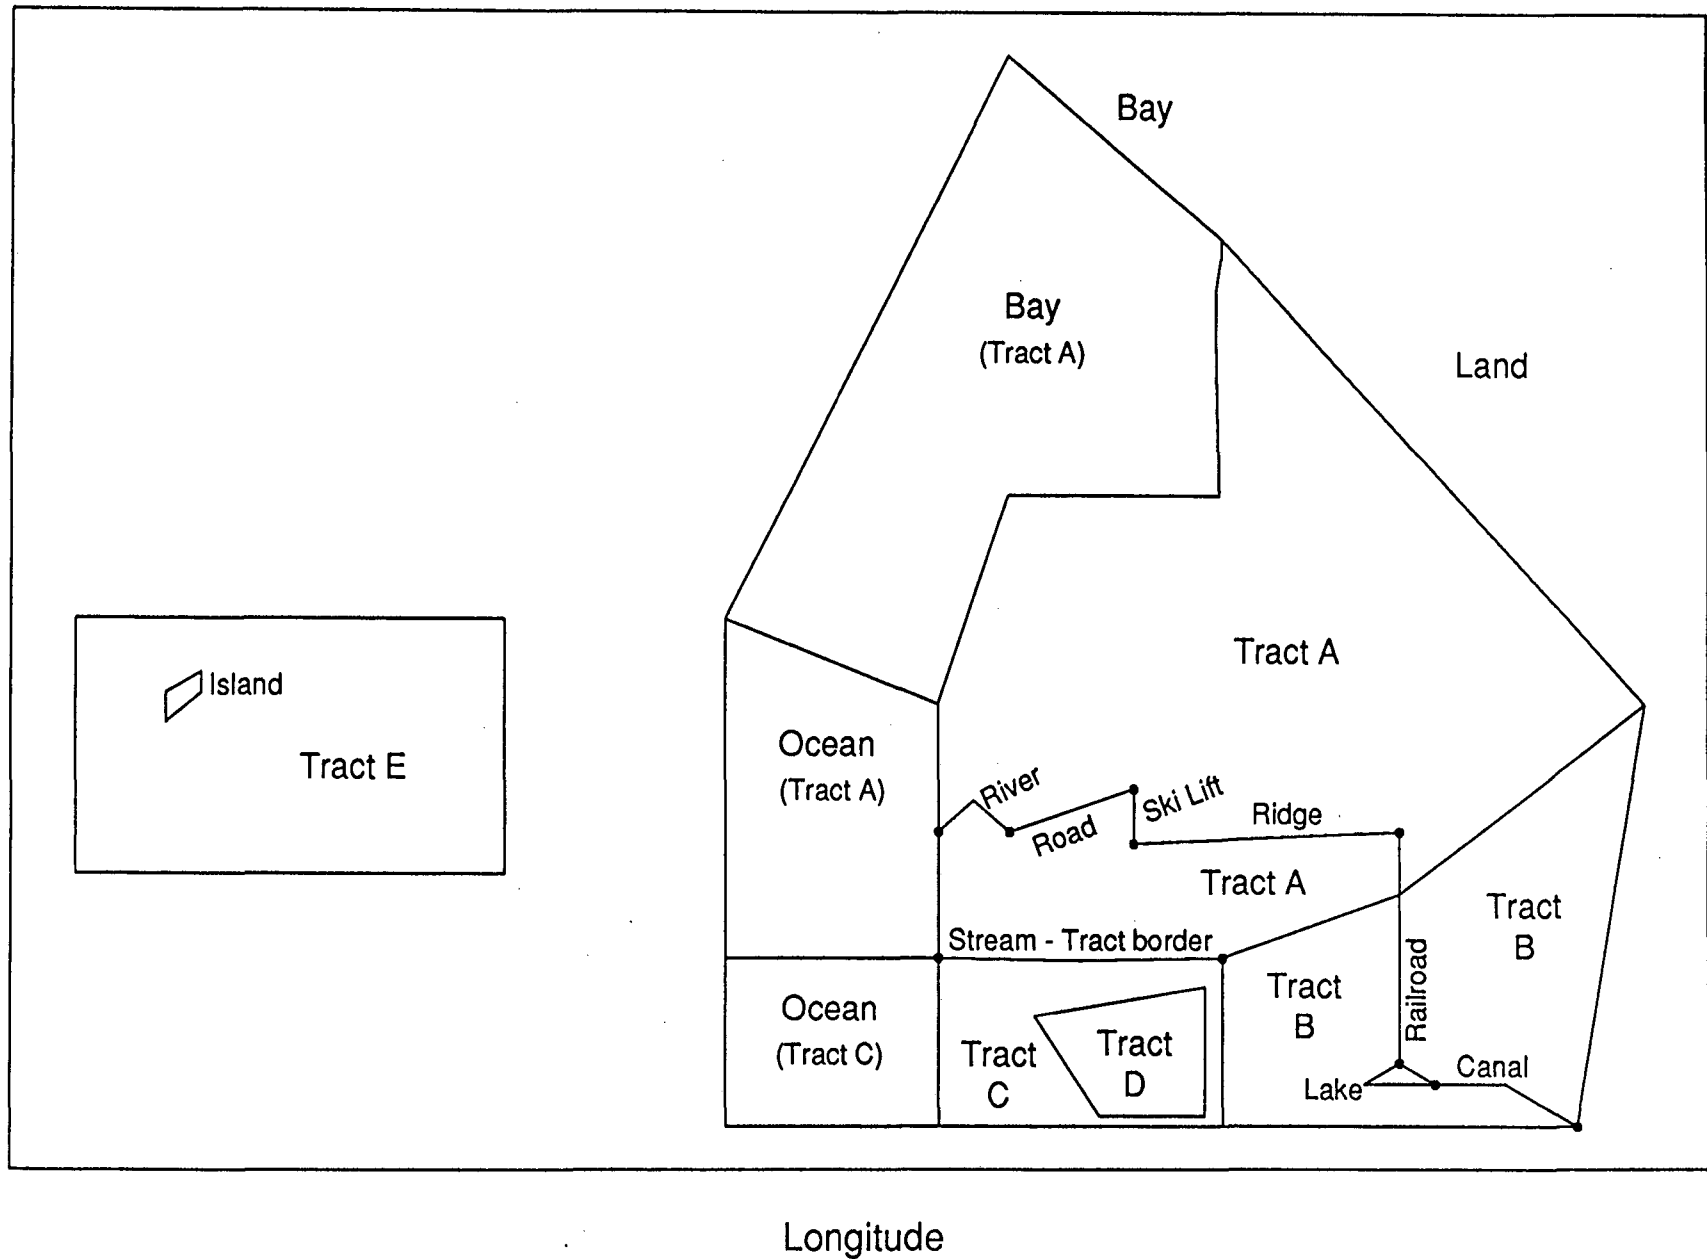 Bay
Bay
(Tract A)
Land
Tract A
Island
Tract E
Ocean
(Tract A)
River
Road
Ski Lift
Ridge
Tract A
Tract
B
Stream - Tract border
Railroad
Tract
B
Ocean
(Tract C)
Tract
C
Tract
D
Lake
Canal
Longitude